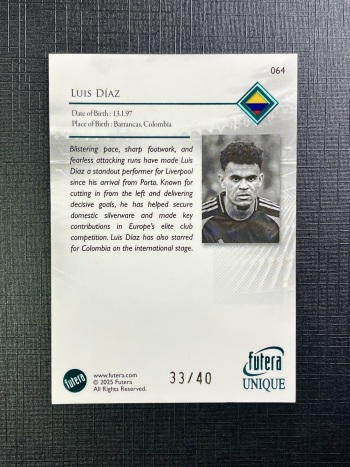 064
LUIS DÍAZ
Date of Birth : 13.1.97
Place of Birth : Barrancas, Colombia
Blistering pace, sharp footwork, and
fearless attacking runs have made Luis
Diaz a standout performer for Liverpool
since his arrival from Porto. Known for
cutting in from the left and delivering
decisive goals, he has helped secure
domestic silverware and made key
contributions in Europe's elite club
competition. Luis Díaz has also starred
for Colombia on the international stage.
futera
www.futera.com
© 2025 Futera
All Rights Reserved.
33/40
futera
UNIQUE